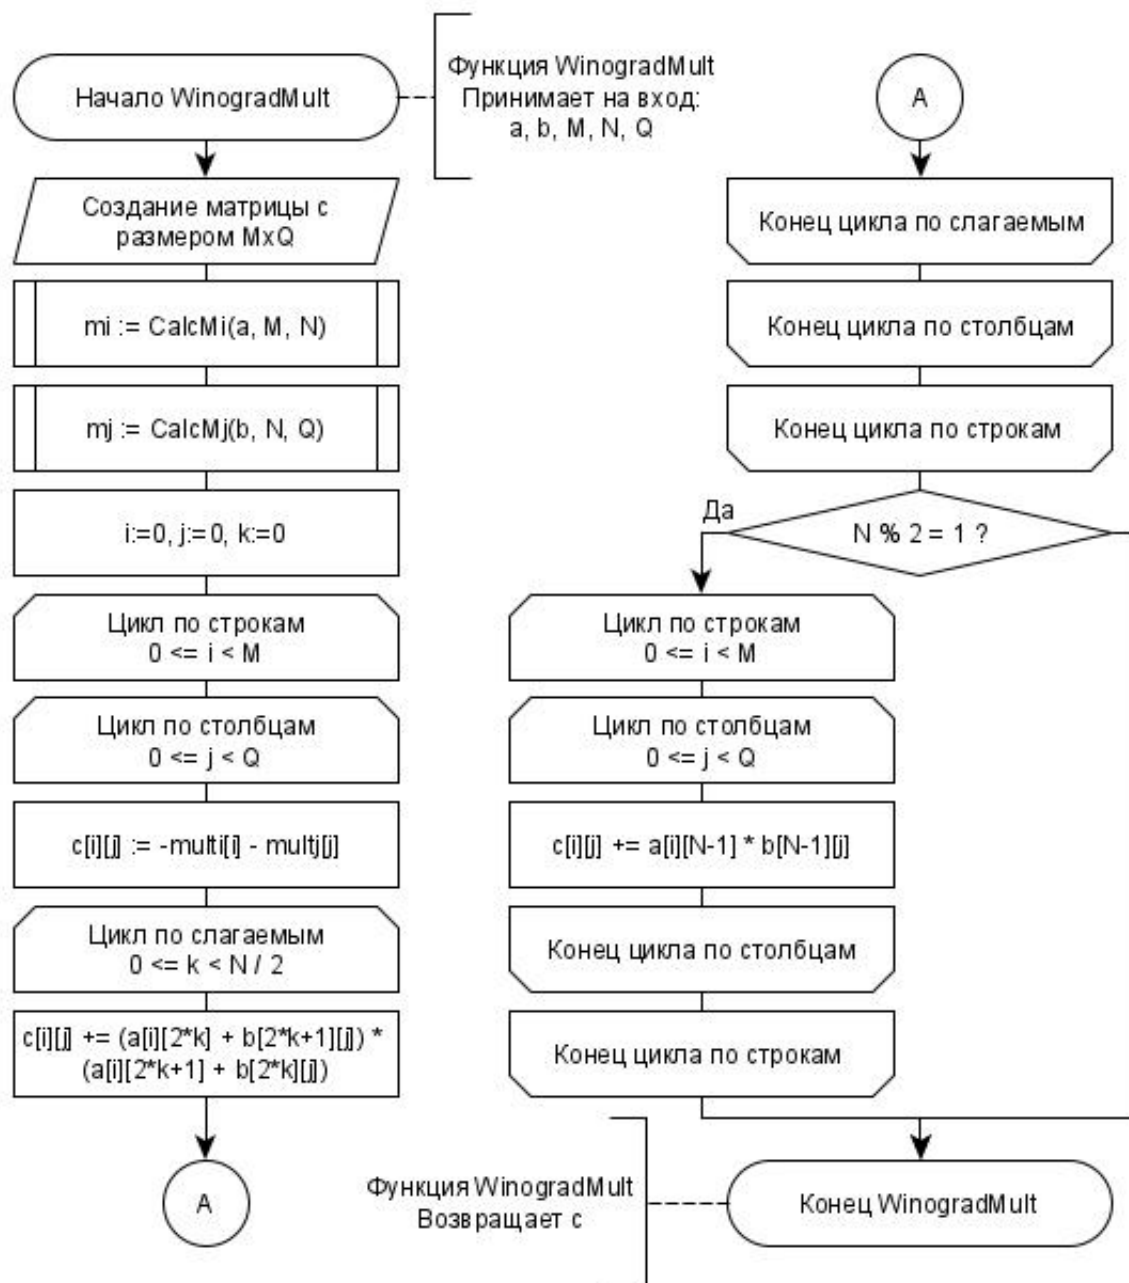 Начало WinogradMult
Функция WinogradMult
Принимает на вход:
a, b, M, N, Q
Создание матрицы с
размером MxQ
mi := CalcMi(a, M, N)
mj := CalcMj(b, N, Q)
i:=0, j:=0, k:=0
Цикл по строкам
0 <= i < M
Цикл по столбцам
0 <= j < Q
c[i][j] := -multi[i] - multj[j]
Цикл по слагаемым
0 <= k < N / 2
c[i][j] += (a[i][2*k] + b[2*k+1][j]) *
(a[i][2*k+1] + b[2*k][j])
A
A
Конец цикла по слагаемым
Конец цикла по столбцам
Конец цикла по строкам
Да
N % 2 = 1 ?
Цикл по строкам
0 <= i < M
Цикл по столбцам
0 <= j < Q
c[i][j] += a[i][N-1] * b[N-1][j]
Конец цикла по столбцам
Конец цикла по строкам
Функция WinogradMult
Возвращает c
Конец WinogradMult